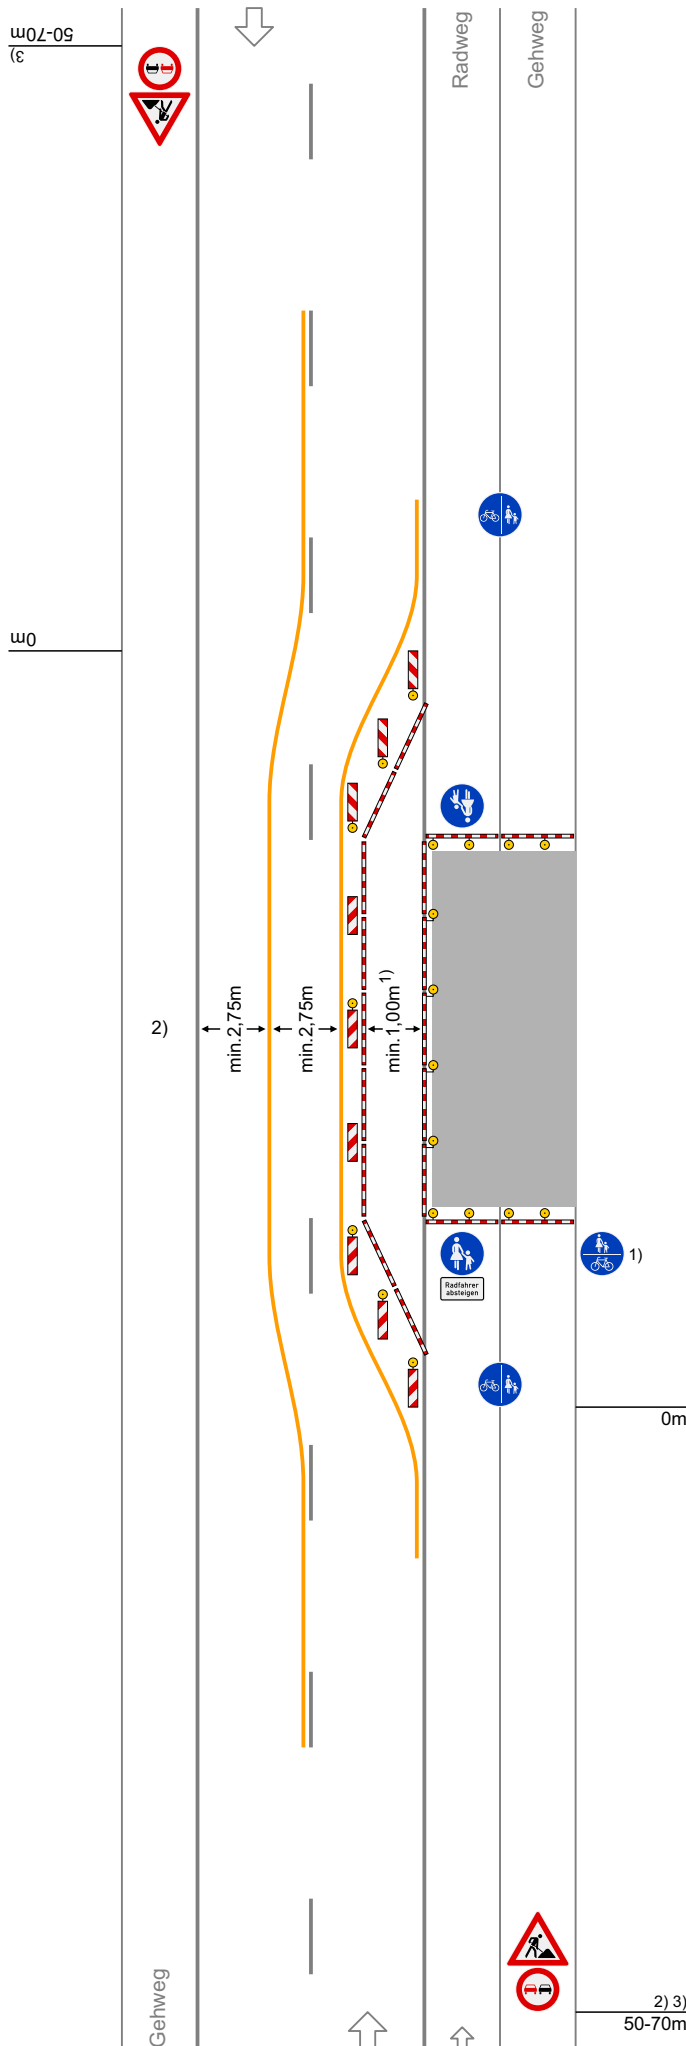 50-70m
3)
Radweg
Gehweg
0m
2)
min.2,75m
min.2,75m
min.1,00m 1)
Radfahrer
absteigen
1)
0m
Gehweg
2) 3)
50-70m